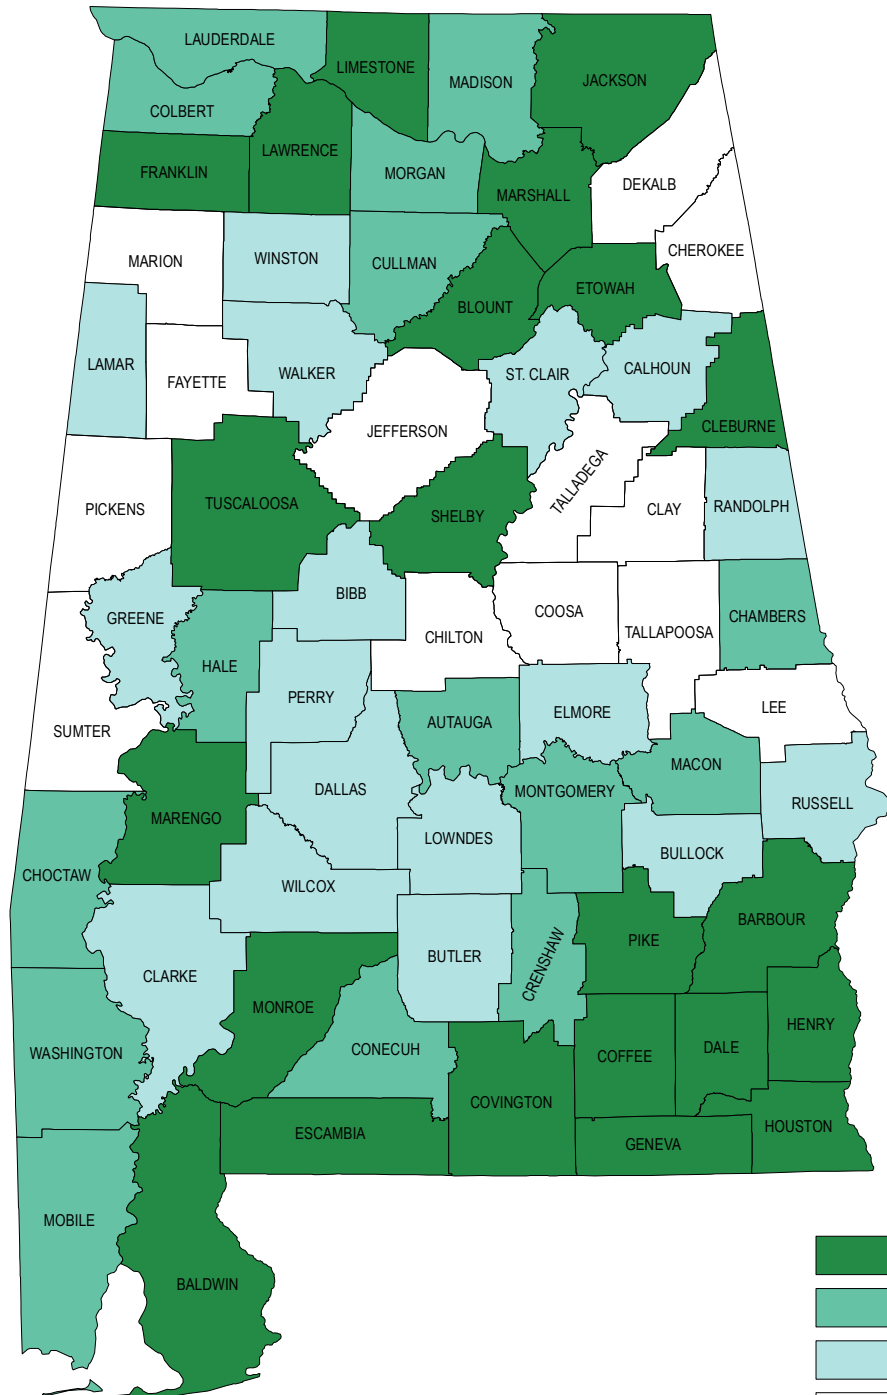 LAUDERDALE
LIMESTONE
MADISON
JACKSON
COLBERT
LAWRENCE
FRANKLIN
MORGAN
MARSHALL
DEKALB
CHEROKEE
MARION
WINSTON
CULLMAN
BLOUNT
ETOWAH
LAMAR
FAYETTE
WALKER
ST. CLAIR
CALHOUN
JEFFERSON
CLEBURNE
TALLADEGA
PICKENS
TUSCALOOSA
SHELBY
CLAY
RANDOLPH
GREENE
BIBB
HALE
CHILTON
COOSA
TALLAPOOSA
CHAMBERS
PERRY
SUMTER
AUTAUGA
ELMORE
LEE
MACON
DALLAS
MONTGOMERY
RUSSELL
MARENGO
LOWNDES
BULLOCK
CHOCTAW
WILCOX
BARBOUR
PIKE
CLARKE
BUTLER
CRENSHAW
MONROE
HENRY
WASHINGTON
CONECUH
COFFEE
DALE
COVINGTON
ESCAMBIA
GENEVA
HOUSTON
MOBILE
BALDWIN